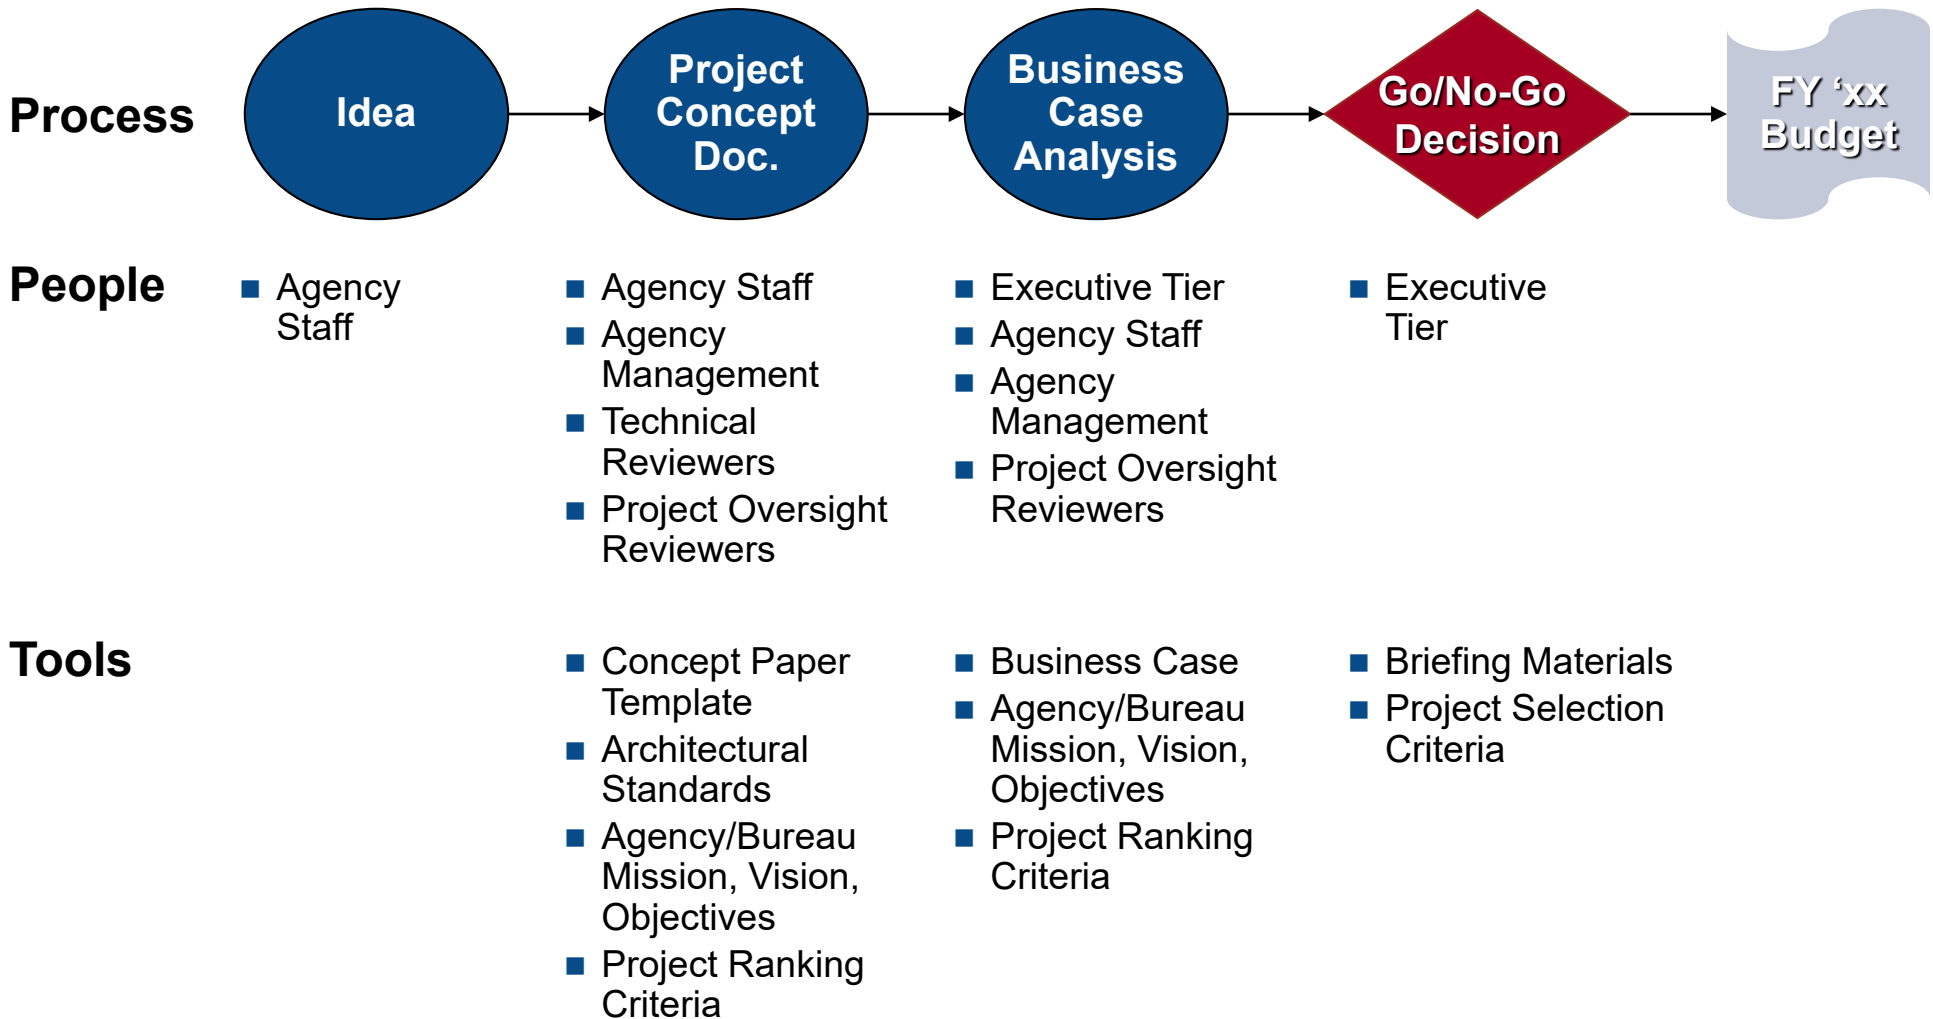 Process
Idea
Project
Concept
Doc.
Business
Case
Analysis
Go/No-Go
Decision
FY ‘xx
Budget
People
Agency
Staff
Agency Staff
Agency
Management
Technical
Reviewers
Project Oversight
Reviewers
Executive Tier
Agency Staff
Agency
Management
Project Oversight
Reviewers
Executive
Tier
Tools
Concept Paper
Template
Architectural
Standards
Agency/Bureau
Mission, Vision,
Objectives
Project Ranking
Criteria
Business Case
Agency/Bureau
Mission, Vision,
Objectives
Project Ranking
Criteria
Briefing Materials
Project Selection
Criteria